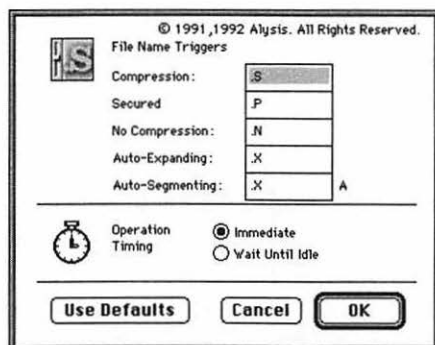 © 1991,1992 Alysis. All Rights Reserved.
.S
File Name Triggers
Compression: .S
Secured .P
No Compression: .N
Auto-Expanding: .X
Auto-Segmenting: .X A
Operation Timing
Immediate
Wait Until Idle
Use Defaults Cancel OK